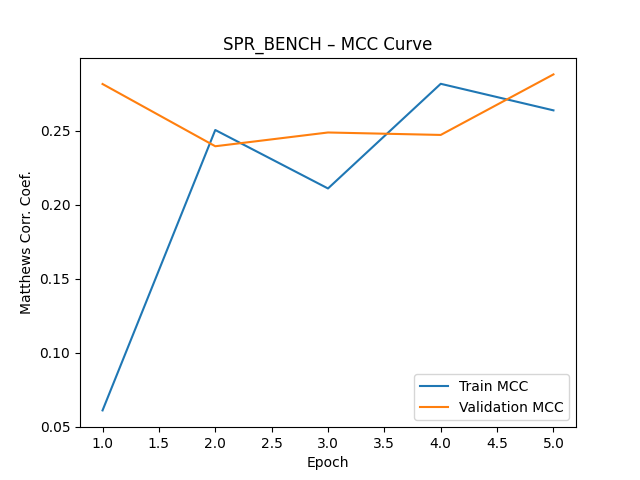 SPR_BENCH – MCC Curve
Matthews Corr. Coef.
0.25
0.20
0.15
0.10
0.05
1.0 1.5 2.0 2.5 3.0 3.5 4.0 4.5 5.0
Epoch
Train MCC
Validation MCC